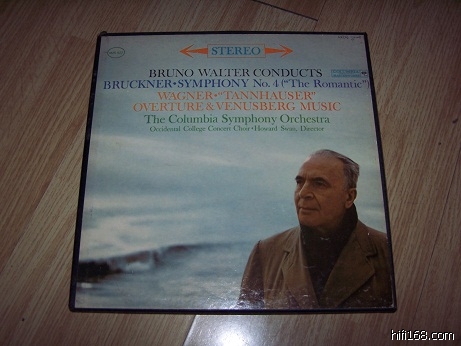 STEREO
BRUNO WALTER CONDUCTS
BRUCKNER•SYMPHONY No. 4 ("The Romantic")
WAGNER•"TANNHAUSER"
OVERTURE & VENUSBERG MUSIC
The Columbia Symphony Orchestra
Occidental College Concert Choir•Howard Swan, Director
hifi168.com